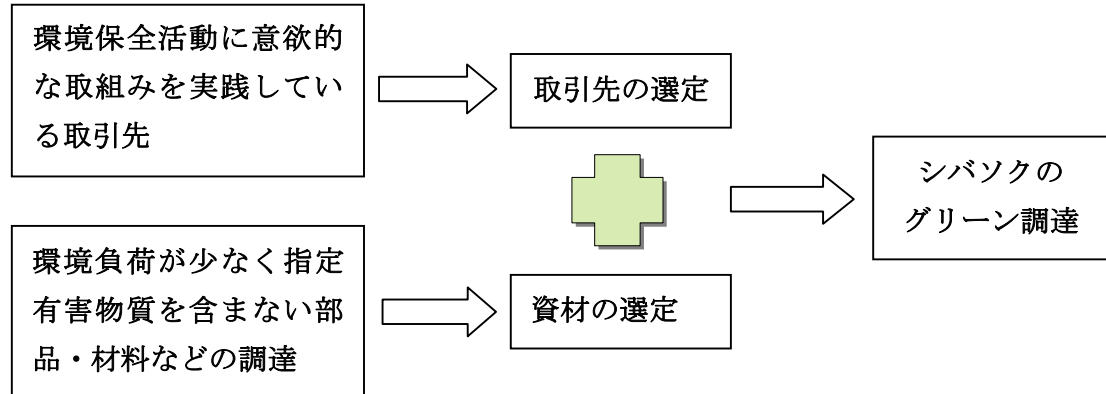 環境保全活動に意欲的
な取組みを実践してい
る取引先
取引先の選定
環境負荷が少なく指定
有害物質を含まない部
品・材料などの調達
資材の選定
シバソクの
グリーン調達